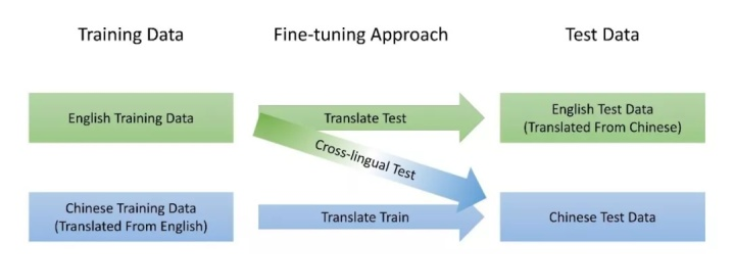 Training Data
Fine-tuning Approach
Test Data
English Training Data
Translate Test
English Test Data
(Translated From Chinese)
Cross-lingual Test
Chinese Training Data
(Translated From English)
Translate Train
Chinese Test Data